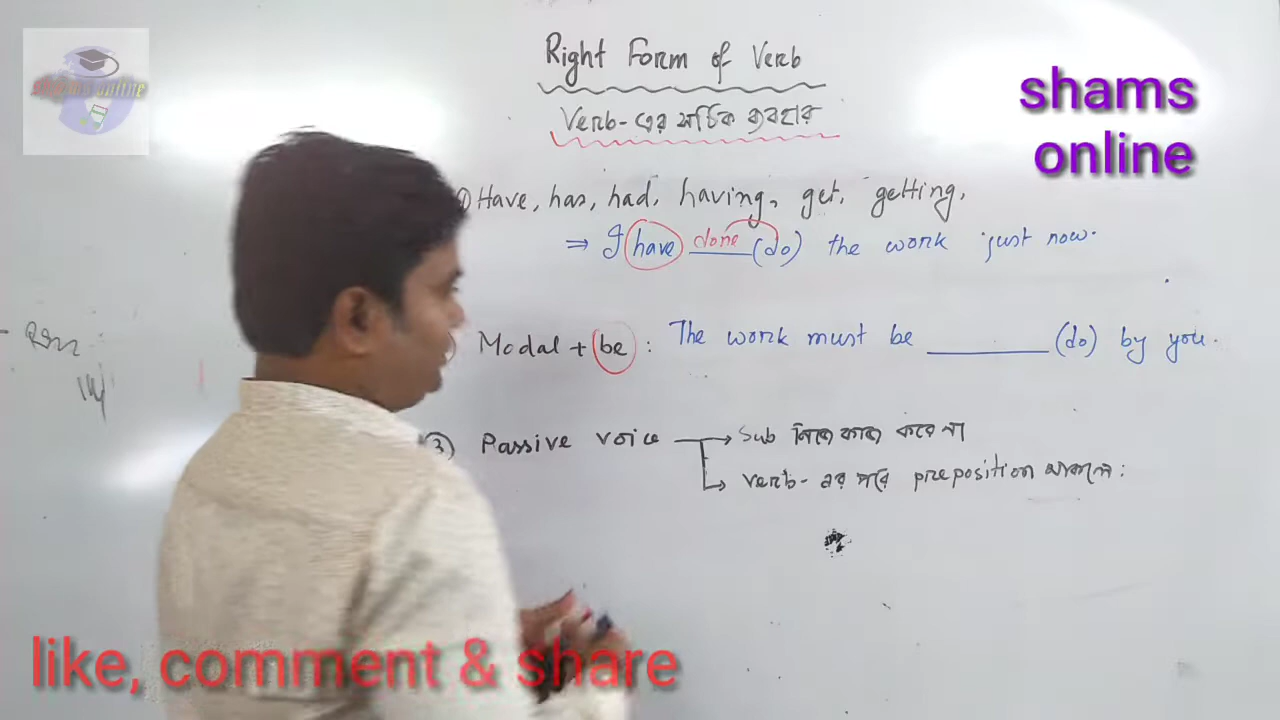 shams online
shams
online
Right Form of Verb
Verb-এর সঠিক ব্যবহার
Have, has, had, having, get, getting,
⇒ I have done (do) the work just now.
Modal + be : The work must be ______ (do) by you.
③ Passive voice → Sub নিজে কাজ করে না
→ verb-এর পরে preposition থাকলে :
like, comment & share